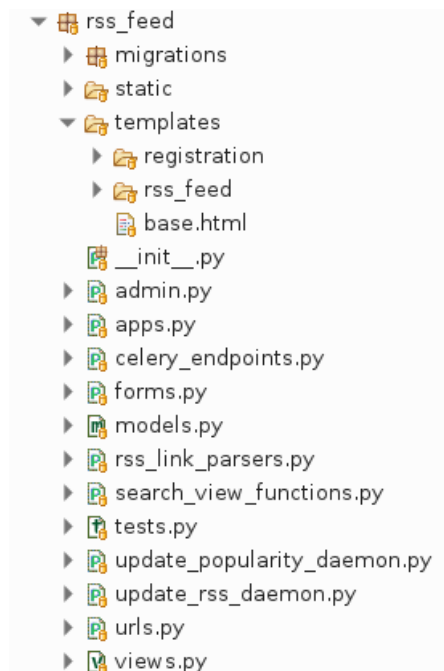 rss_feed
migrations
static
templates
registration
rss_feed
base.html
__init__.py
admin.py
apps.py
celery_endpoints.py
forms.py
models.py
rss_link_parsers.py
search_view_functions.py
tests.py
update_popularity_daemon.py
update_rss_daemon.py
urls.py
views.py